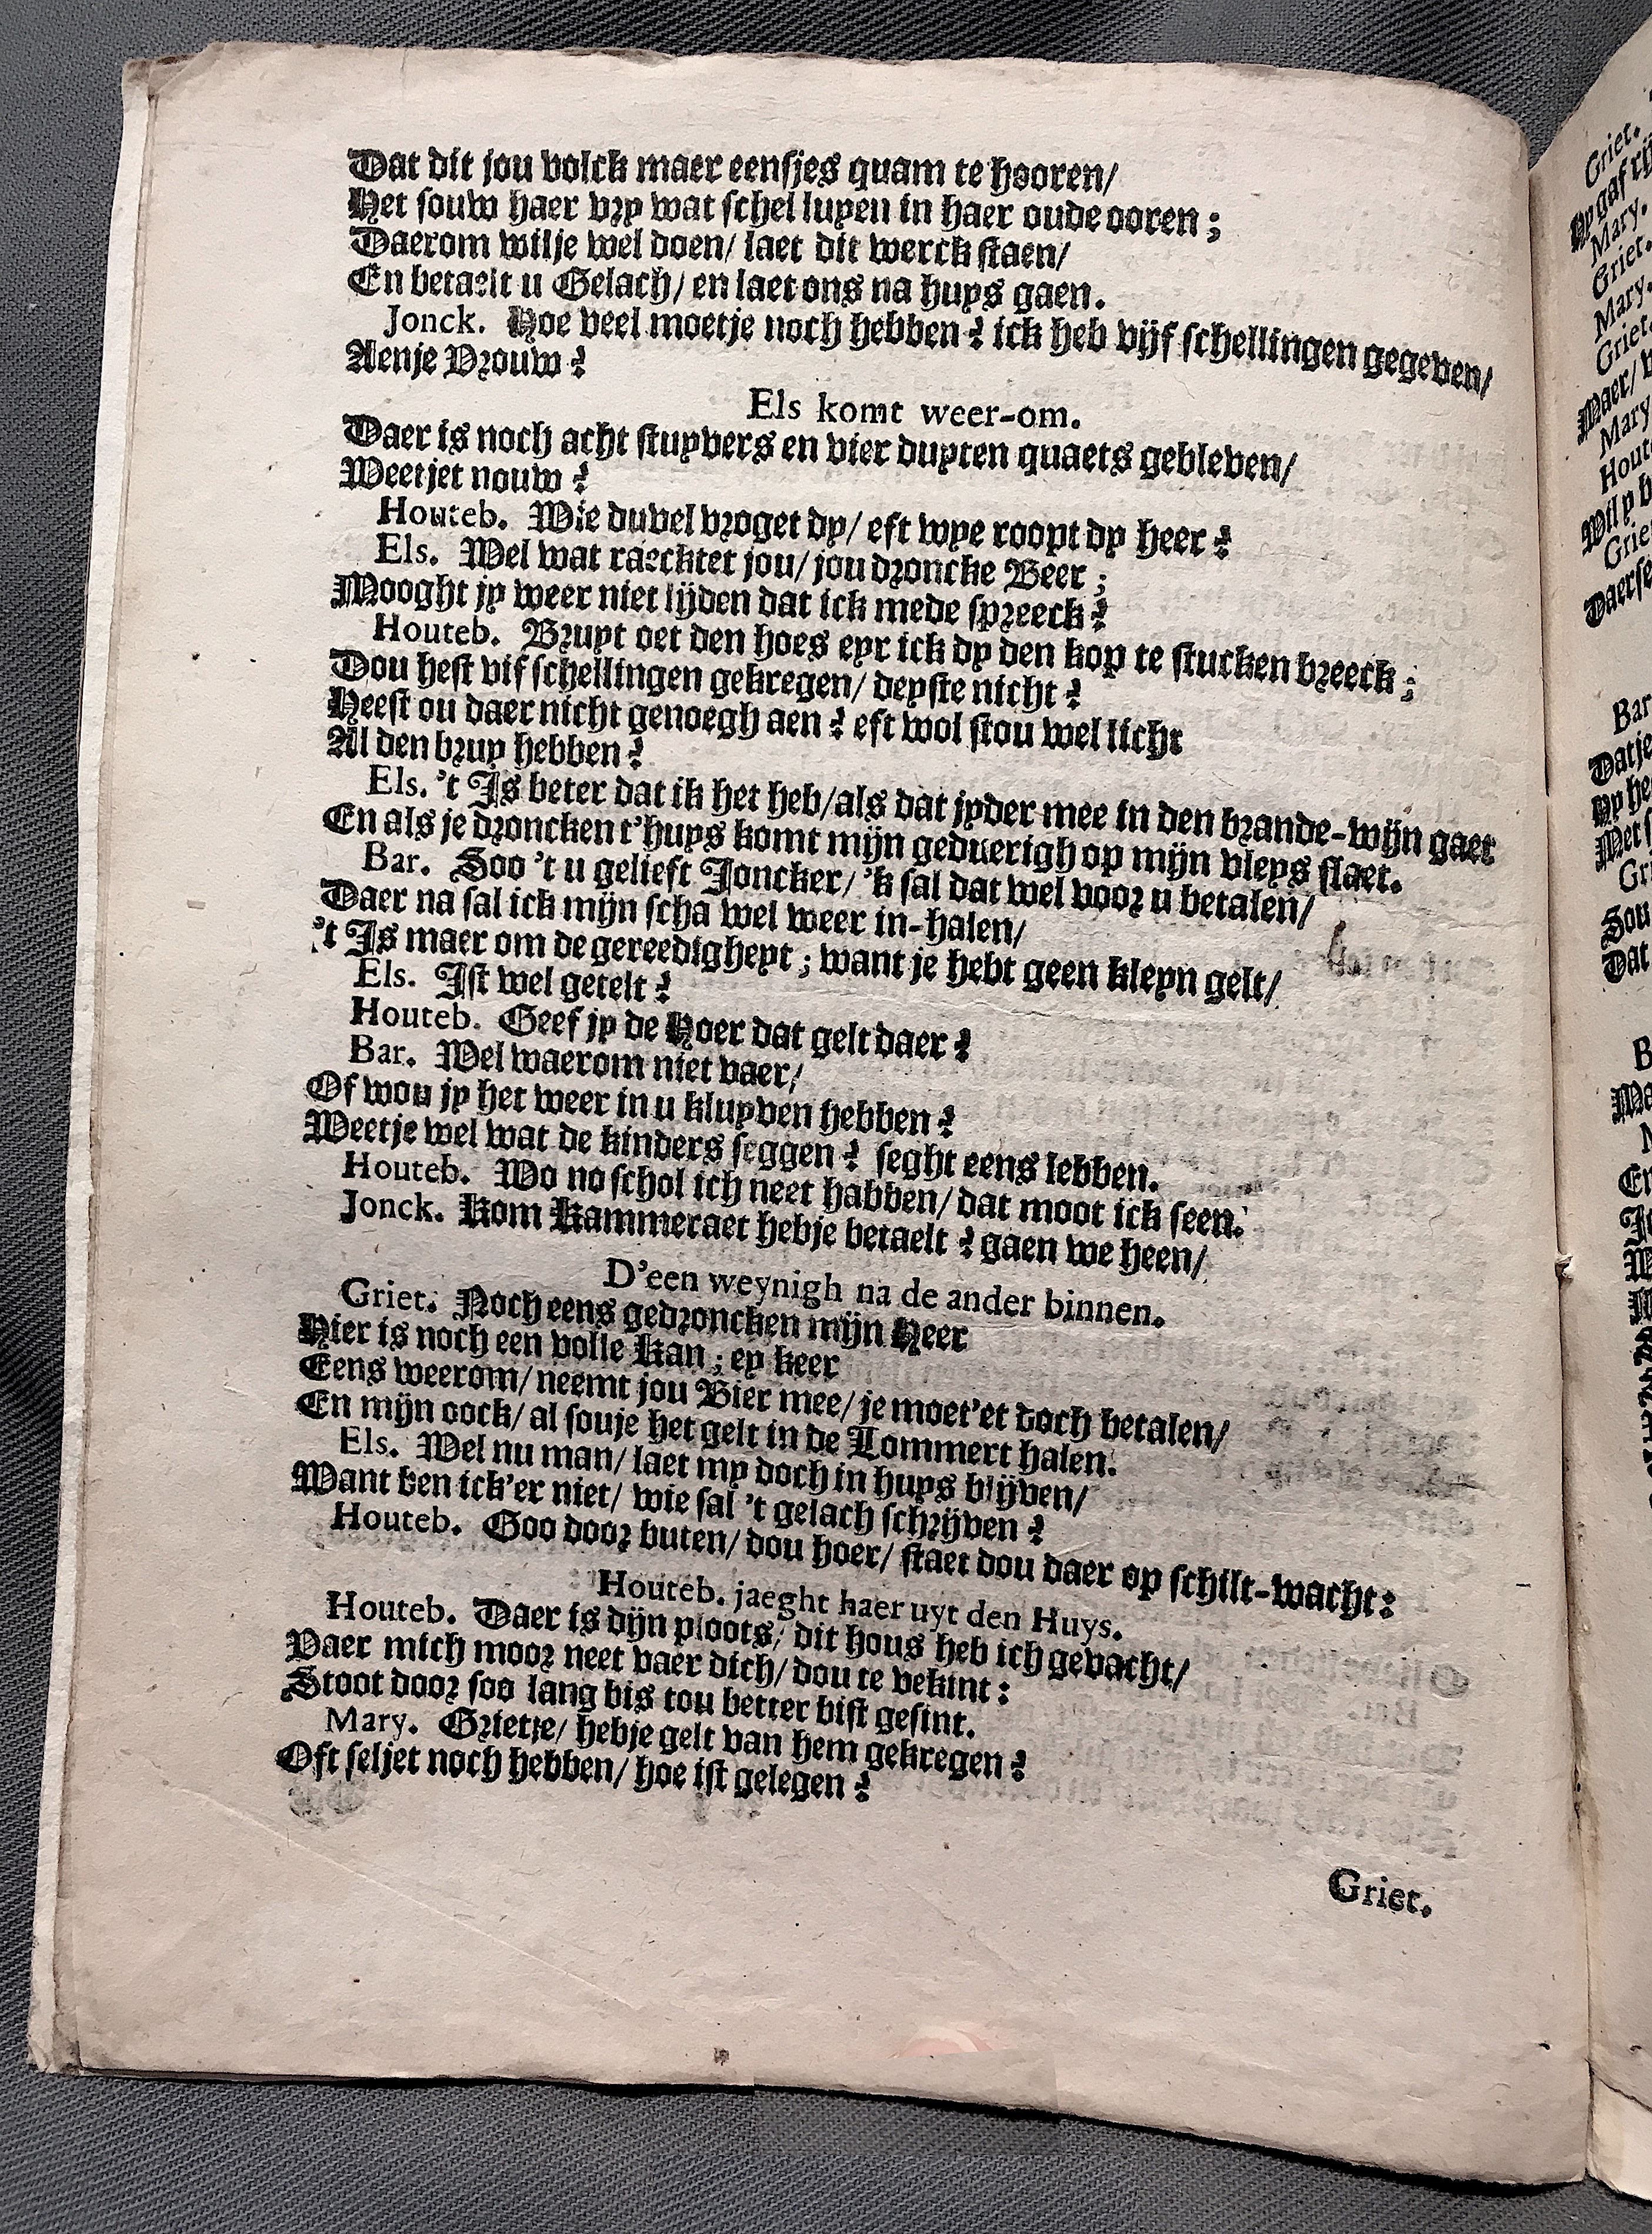 Dat dit jou volck maer eensjes quam te hooren/
Het souw haer vry wat schel luyen in haer oude ooren;
Daerom wilje wel doen/ laet dit werck staen/
En betaelt u Gelach/ en laet ons na huys gaen.
Jonck. Hoe veel moetje noch hebben? ick heb vijf schellingen gegeven/
Aenje Vrouw?
Els komt weer-om.
Daer is noch acht stuyvers en vier duyten quaets gebleven/
Weetjet nouw?
Houteb. Wie duvel vroget dy/ eft wye roopt dy heer?
Els. Wel wat raeckter jou/ jou droncke Beer;
Mooght jy weer niet lijden dat ick mede spreeck?
Houteb. Bruyt oet den hoes eyr ick dy den kop te stucken breeck;
Dou hest vif schellingen gekregen/ deyste nicht?
Heest ou daer nicht genoegh aen? eft wol stou wel licht
Al den bruy hebben?
Els. 't Is beter dat ik het heb/als dat jyder mee in den brande-wijn gaet
En als je droncken t'huys komt mijn geduerigh op mijn vleys slaet.
Bar. Soo 't u gelieft Joncker/ 'k sal dat wel voor u betalen/
Daer na sal ick mijn scha wel weer in-halen/
't Is maer om de gereedigheyt; want je hebt geen kleyn gelt/
Els. Ist wel getelt?
Houteb. Geef jy de Hoer dat gelt daer?
Bar. Wel waerom niet vaer/
Of wou jy het weer in u kluyven hebben?
Weetje wel wat de kinders seggen? seght eens lebben.
Houteb. Wo no schol ich neet habben/ dat moot ick seen.
Jonck. Kom Kammeraet hebje betaelt? gaen we heen/
D'een weynigh na de ander binnen.
Griet. Noch eens gedroncken mijn Heer
Hier is noch een volle Kan; ey keer
Eens weerom/ neemt jou Bier mee/ je moet'et doch betalen/
En mijn oock/ al souje het gelt in de Lommert halen.
Els. Wel nu man/ laet my doch in huys blijven/
Want ben ick'er niet/ wie sal 't gelach schrijven?
Houteb. Goo door buten/ dou hoer/ staet dou daer op schilt-wacht:
Houteb. jaeght haer uyt den Huys.
Houteb. Daer is dijn ploots/ dit hous heb ich gevacht/
Vaer mich moor neet vaer dich/ dou te vekint:
Stoot door soo lang bis tou better bist gesint.
Mary. Grietje/ hebje gelt van hem gekregen?
Oft seljet noch hebben/ hoe ist gelegen?
Griet.